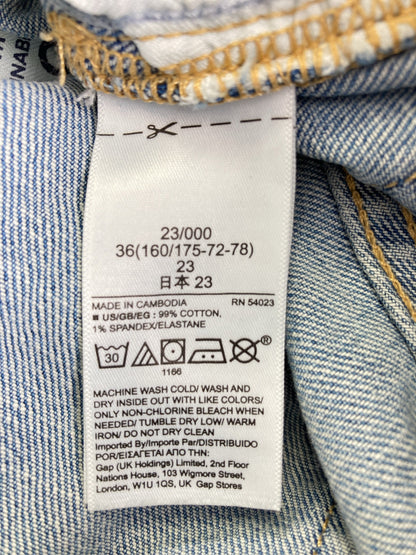 23/000
36(160/175-72-78)
23
日本 23
MADE IN CAMBODIA RN 54023
■ US/GB/EG : 99% COTTON,
1% SPANDEX/ELASTANE
30
®
1166
MACHINE WASH COLD/ WASH AND
DRY INSIDE OUT WITH LIKE COLORS/
ONLY NON-CHLORINE BLEACH WHEN
NEEDED/ TUMBLE DRY LOW/ WARM
IRON/ DO NOT DRY CLEAN
Imported By/Importe Par/DISTRIBUIDO
POR/ΕΙΣΑΓΕΤΑΙ ΑΠΟ ΤΗΝ:
Gap (UK Holdings) Limited, 2nd Floor
Nations House, 103 Wigmore Street,
London, W1U 1QS, UK Gap Stores